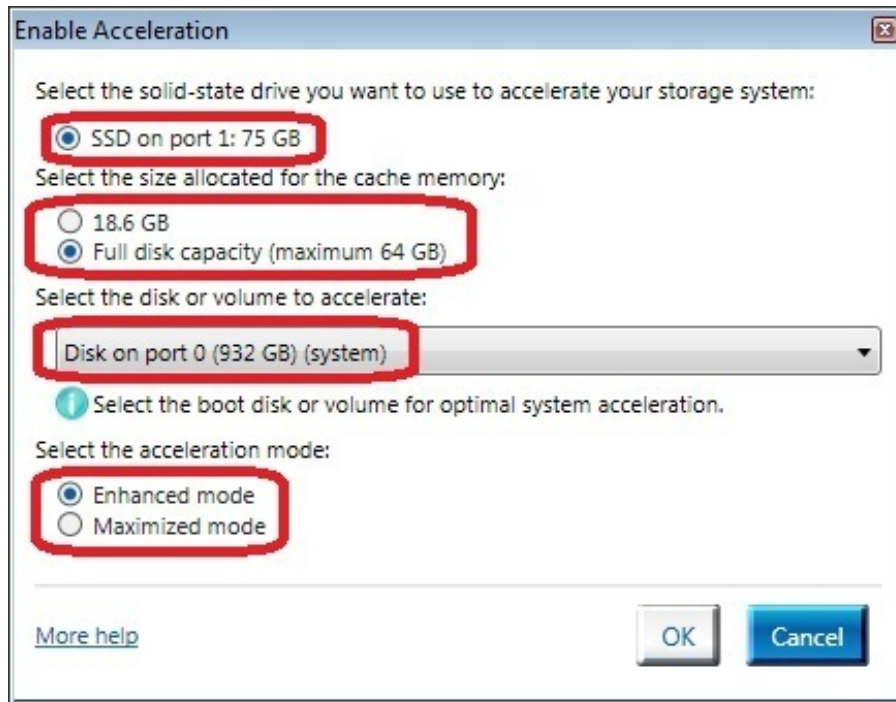 Enable Acceleration
Select the solid-state drive you want to use to accelerate your storage system:
SSD on port 1: 75 GB
Select the size allocated for the cache memory:
18.6 GB
Full disk capacity (maximum 64 GB)
Select the disk or volume to accelerate:
Disk on port 0 (932 GB) (system)
Select the boot disk or volume for optimal system acceleration.
Select the acceleration mode:
Enhanced mode
Maximized mode
More help
OK
Cancel